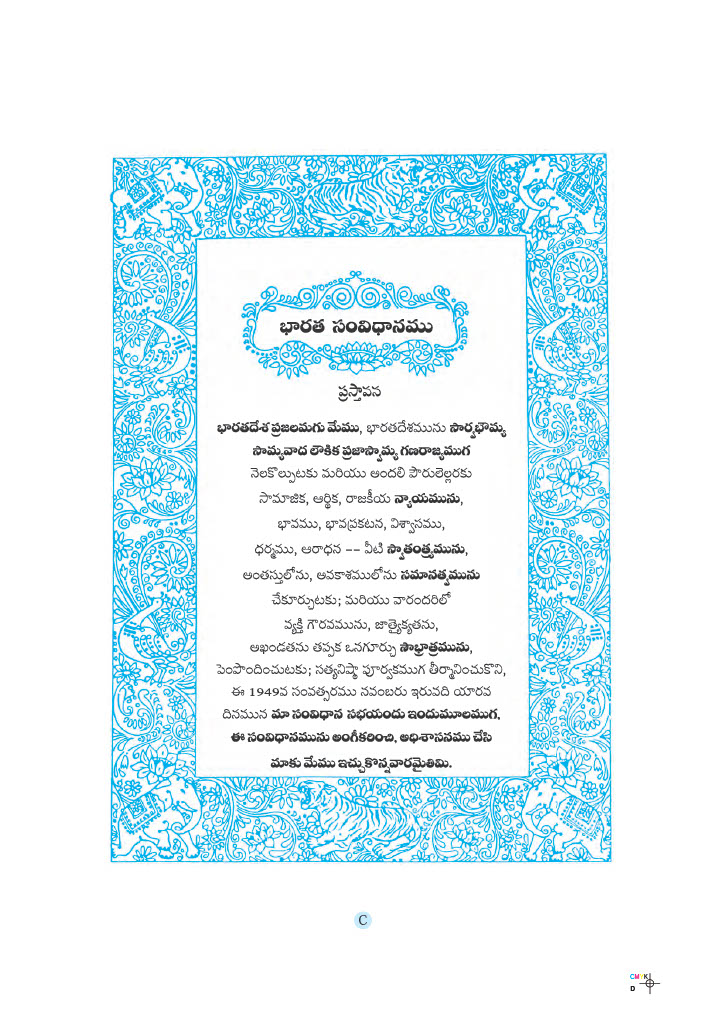 భారత సంవిధానము
ప్రస్తావన
భారతదేశ ప్రజలమగు మేము, భారతదేశమును సార్వభౌమ్య
సామ్యవాద లౌకిక ప్రజాస్వామ్య గణరాజ్యముగ
నెలకొల్పుటకు మరియు అందలి పౌరులెల్లరకు
సామాజిక, ఆర్థిక, రాజకీయ న్యాయమును,
భావము, భావప్రకటన, విశ్వాసము,
ధర్మము, ఆరాధన –– వీటి స్వాతంత్ర్యమును,
అంతస్తులోను, అవకాశములోను సమానత్వమును
చేకూర్చుటకు; మరియు వారందరిలో
వ్యక్తి గౌరవమును, జాత్యైక్యతను,
అఖండతను తప్పక ఒనగూర్చు సౌభ్రాత్రమును,
పెంపొందించుటకు; సత్యనిష్ఠా పూర్వకముగ తీర్మానించుకొని,
ఈ 1949వ సంవత్సరము నవంబరు ఇరువది యారవ
దినమున మా సంవిధాన సభయందు ఇందుమూలముగ,
ఈ సంవిధానమును అంగీకరించి, అధిశాసనము చేసి
మాకు మేము ఇచ్చుకొన్నవారమైతిమి.
C
CMYK
D